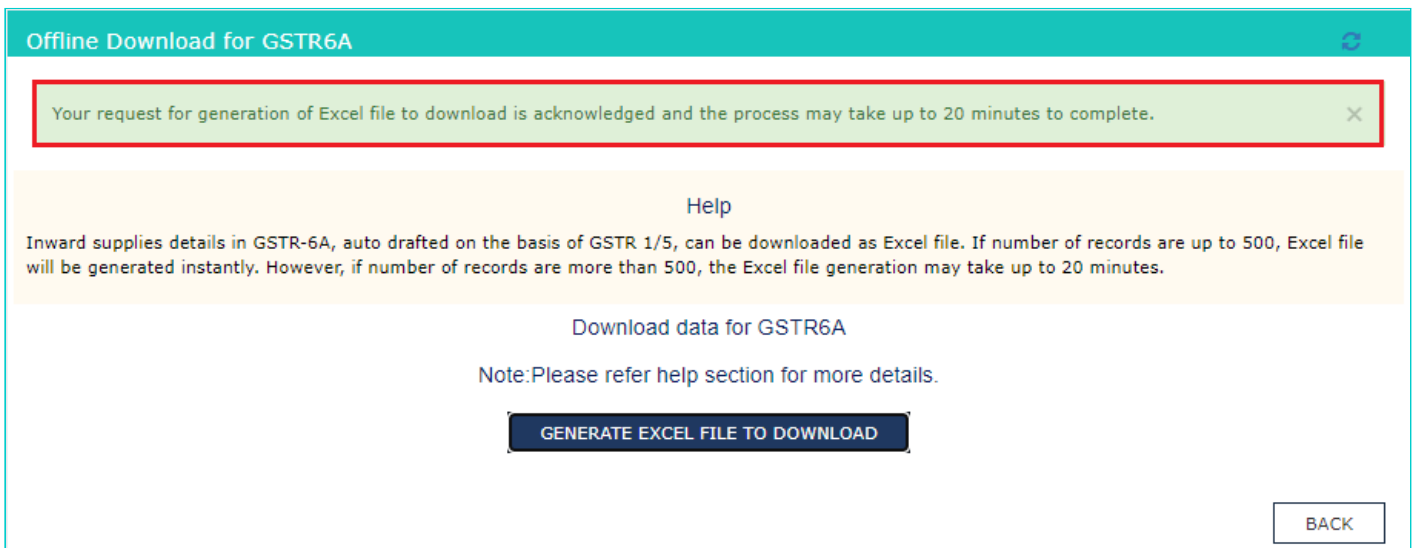 Offline Download for GSTR6A
Your request for generation of Excel file to download is acknowledged and the process may take up to 20 minutes to complete.
Help
Inward supplies details in GSTR-6A, auto drafted on the basis of GSTR 1/5, can be downloaded as Excel file. If number of records are up to 500, Excel file
will be generated instantly. However, if number of records are more than 500, the Excel file generation may take up to 20 minutes.
Download data for GSTR6A
Note:Please refer help section for more details.
GENERATE EXCEL FILE TO DOWNLOAD
BACK